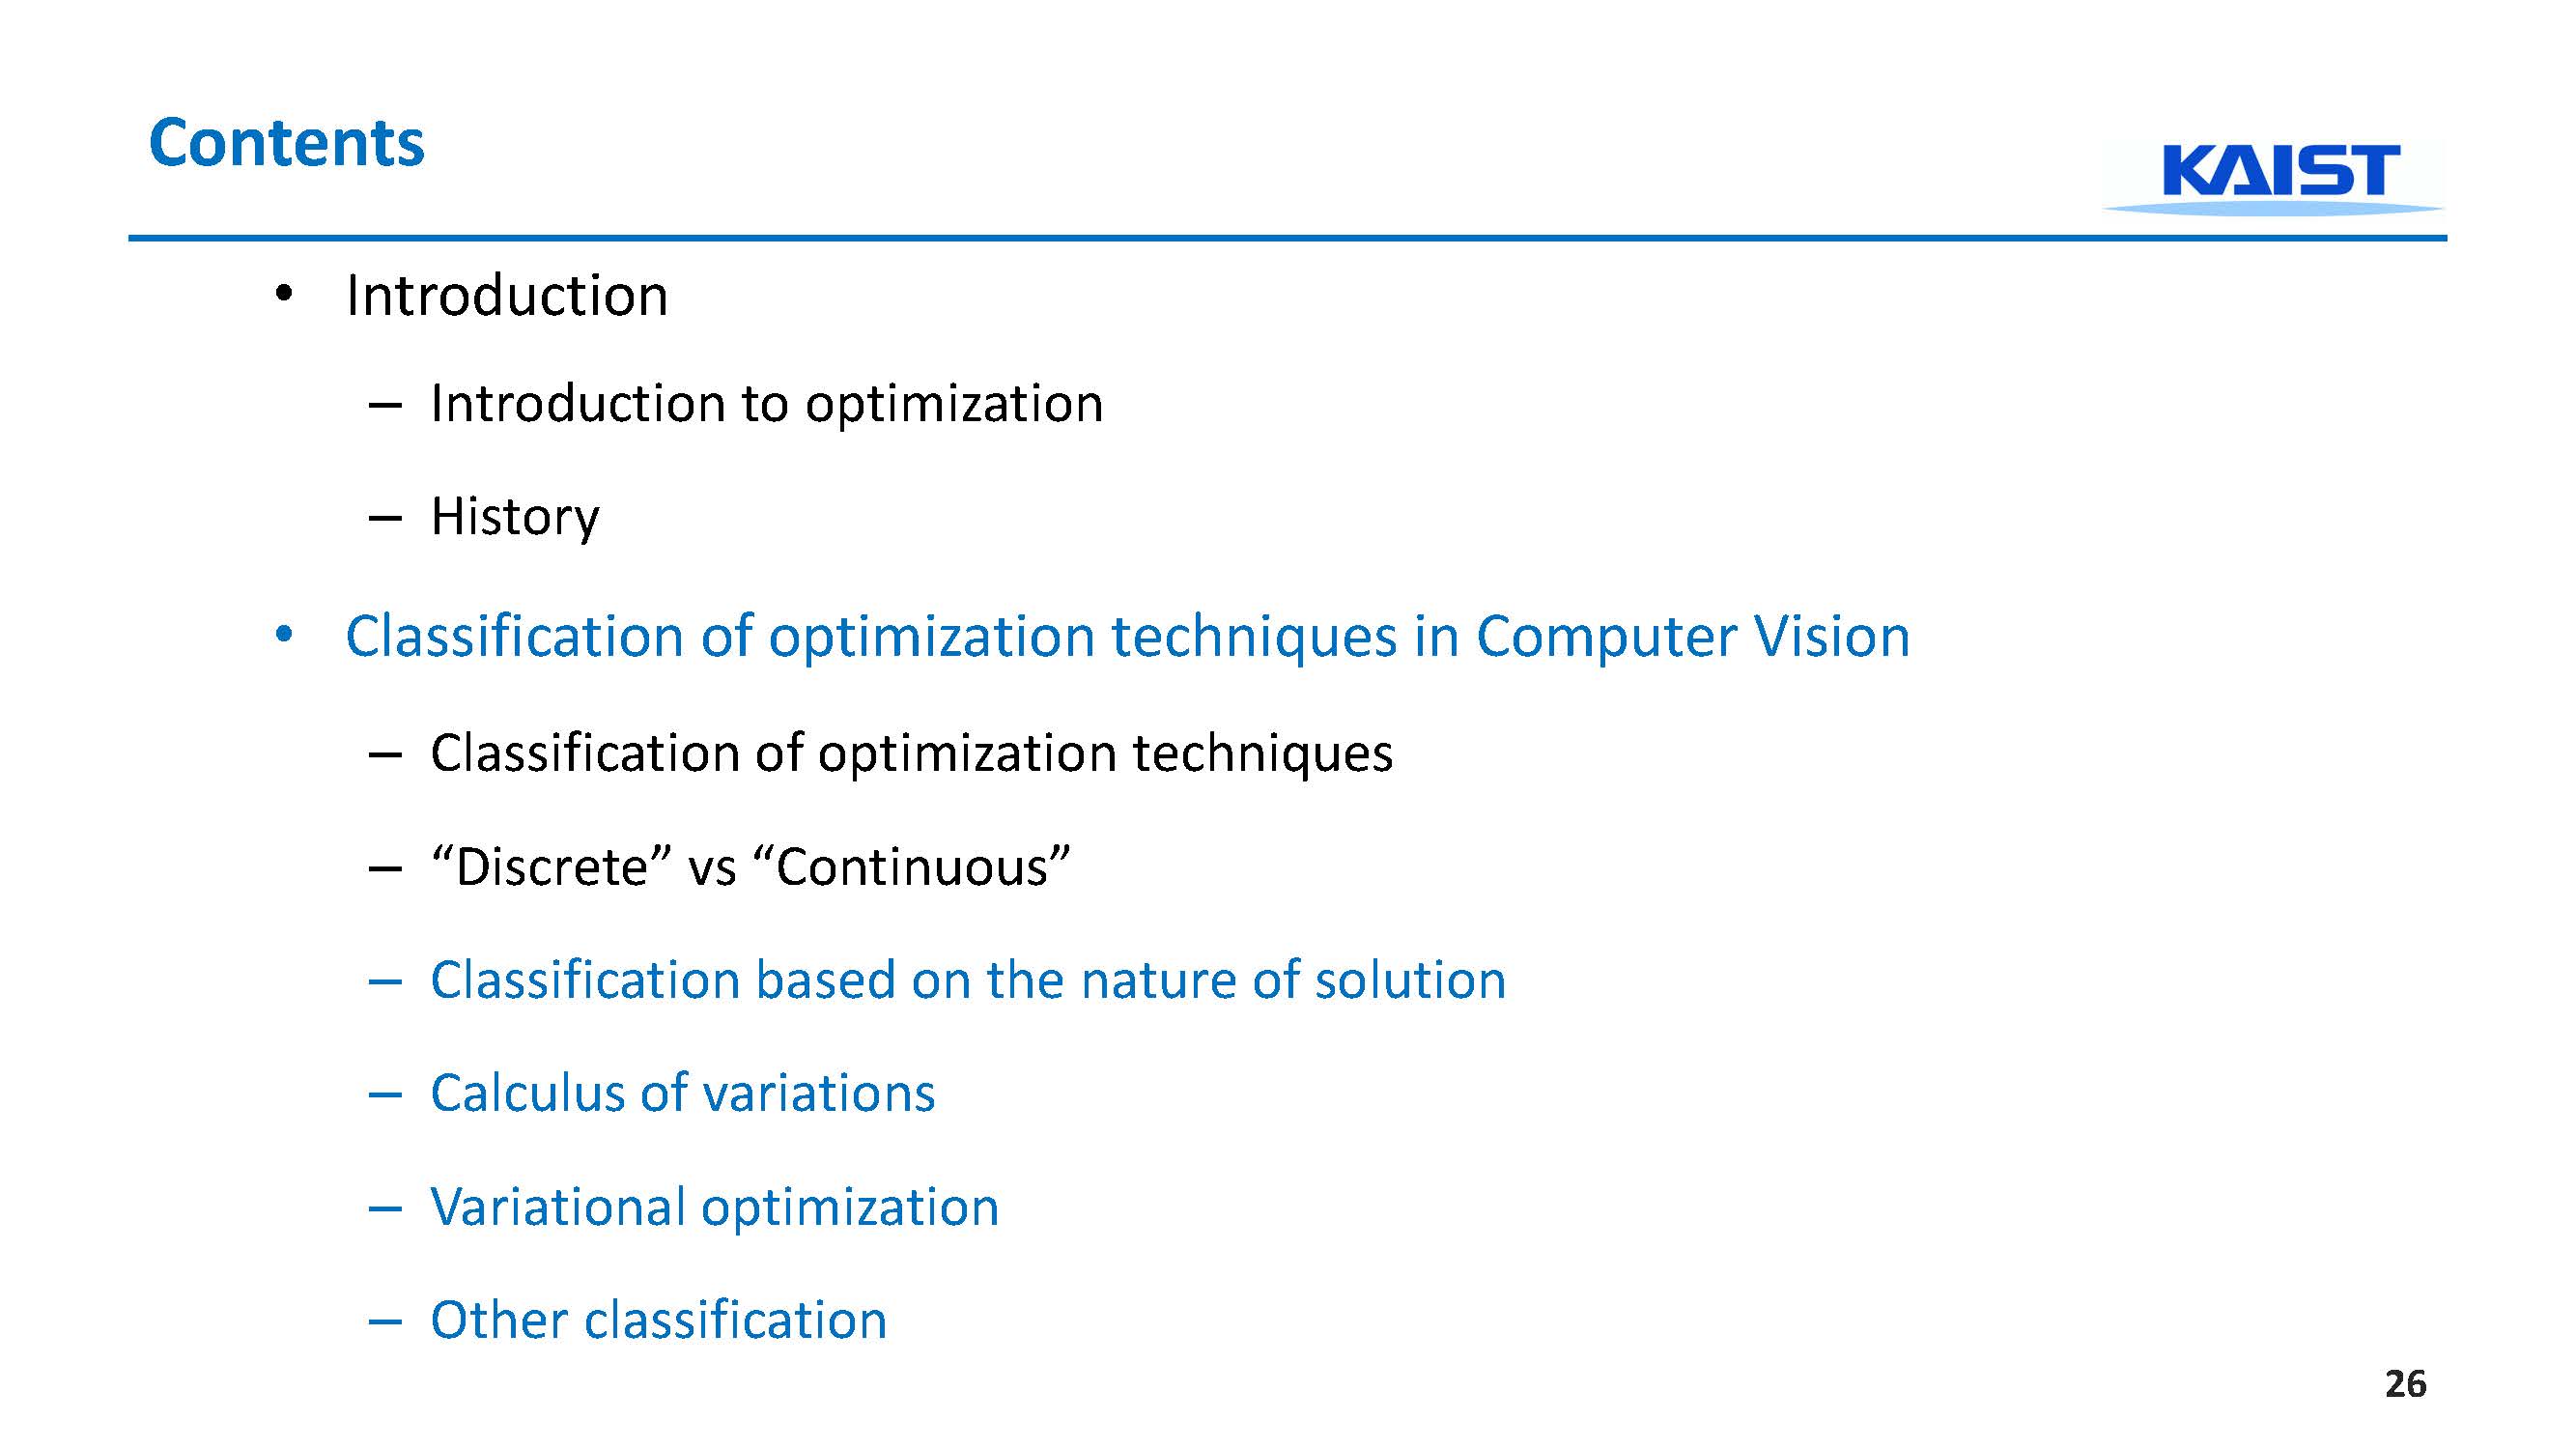 Contents
KAIST
• Introduction
– Introduction to optimization
– History
• Classification of optimization techniques in Computer Vision
– Classification of optimization techniques
– “Discrete” vs “Continuous”
– Classification based on the nature of solution
– Calculus of variations
– Variational optimization
– Other classification
26